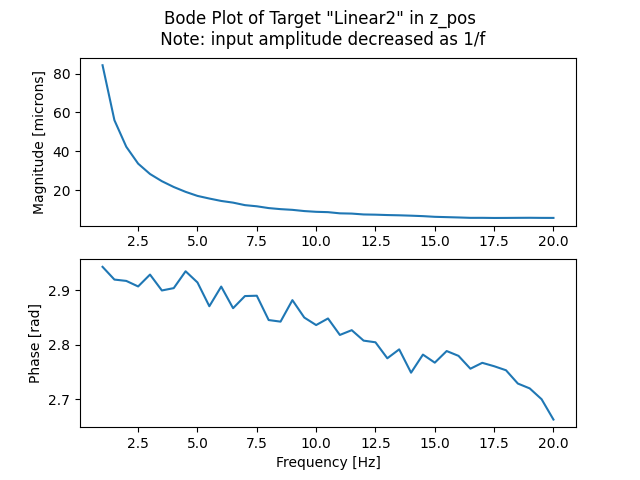 Bode Plot of Target "Linear2" in z_pos
Note: input amplitude decreased as 1/f
Magnitude [microns]
80
60
40
20
2.5 5.0 7.5 10.0 12.5 15.0 17.5 20.0
Phase [rad]
2.9
2.8
2.7
2.5 5.0 7.5 10.0 12.5 15.0 17.5 20.0
Frequency [Hz]